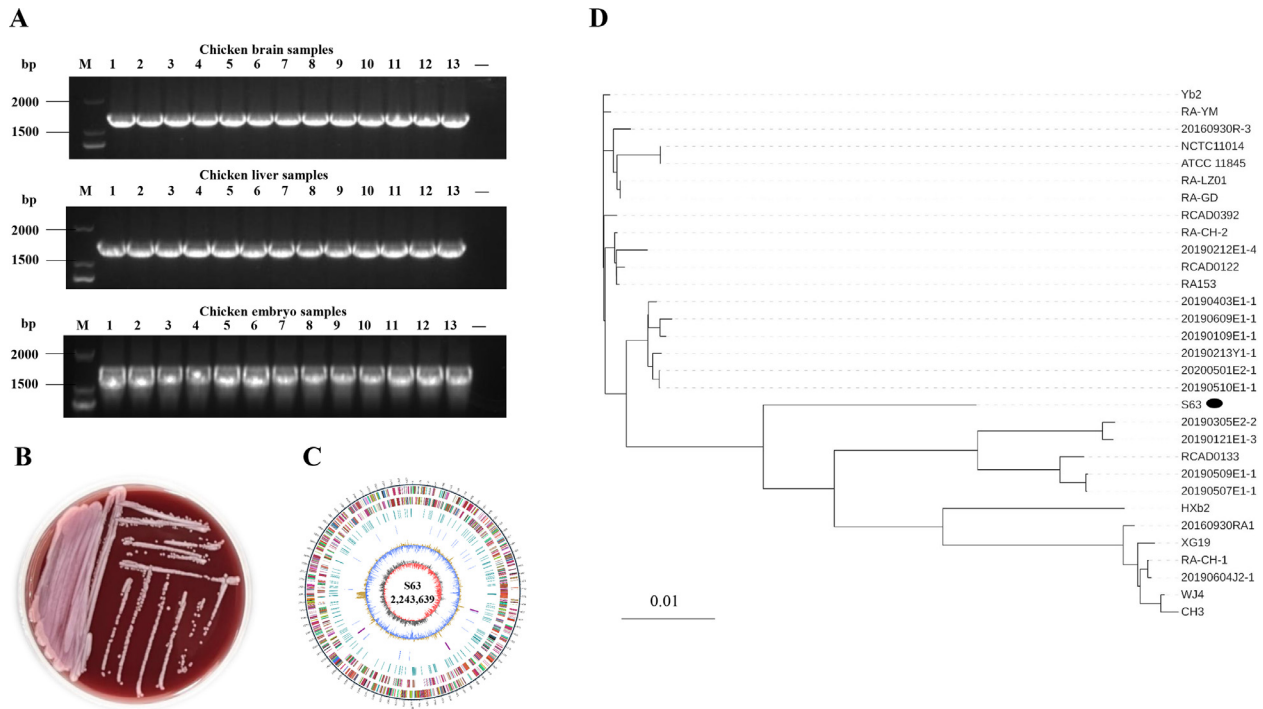 A
Chicken brain samples
bp M 1 2 3 4 5 6 7 8 9 10 11 12 13 —
2000
1500
Chicken liver samples
M 1 2 3 4 5 6 7 8 9 10 11 12 13 —
bp
2000
1500
Chicken embryo samples
bp M 1 2 3 4 5 6 7 8 9 10 11 12 13 —
2000
1500
B
C
S63
2,243,639
D
Yb2
RA-YM
20160930R-3
NCTC11014
ATCC 11845
RA-LZ01
RA-GD
RCAD0392
RA-CH-2
20190212E1-4
RCAD0122
RA153
20190403E1-1
20190609E1-1
20190109E1-1
20190213Y1-1
20200501E2-1
20190510E1-1
S63
20190305E2-2
20190121E1-3
RCAD0133
20190509E1-1
20190507E1-1
HXb2
20160930RA1
XG19
RA-CH-1
20190604J2-1
WJ4
CH3
0.01